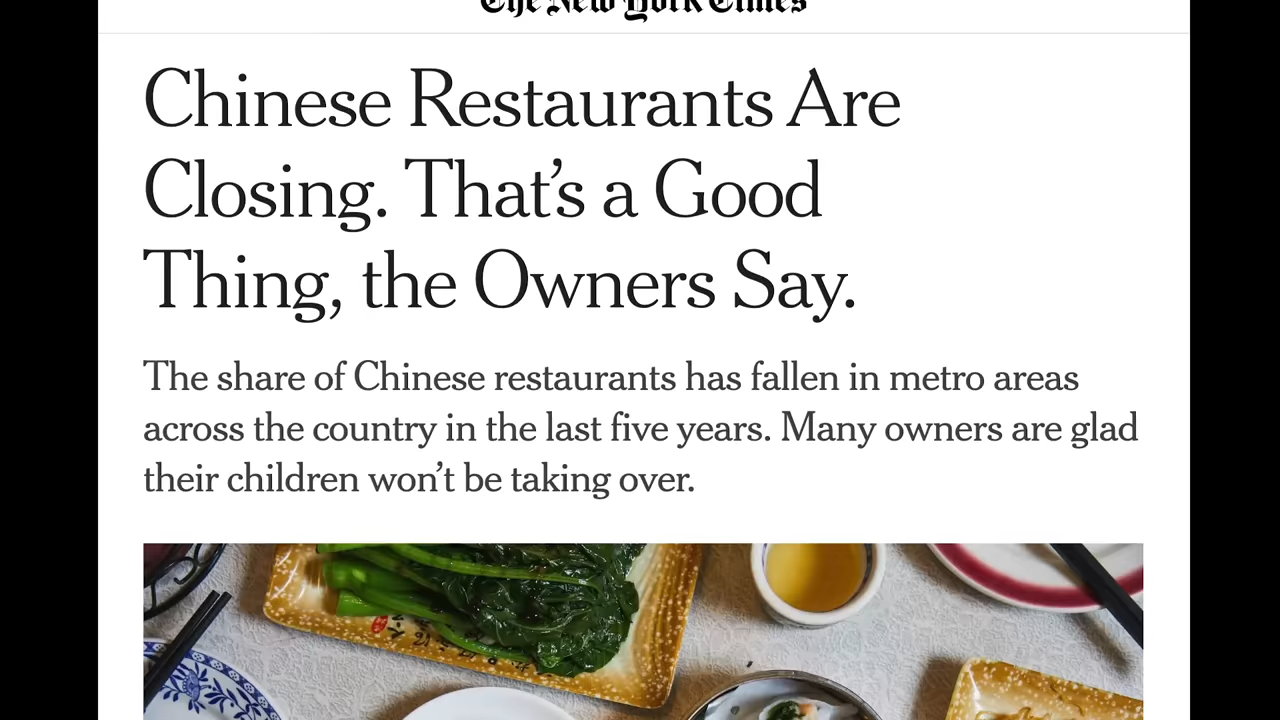 The New York Times
Chinese Restaurants Are
Closing. That’s a Good
Thing, the Owners Say.
The share of Chinese restaurants has fallen in metro areas
across the country in the last five years. Many owners are glad
their children won’t be taking over.